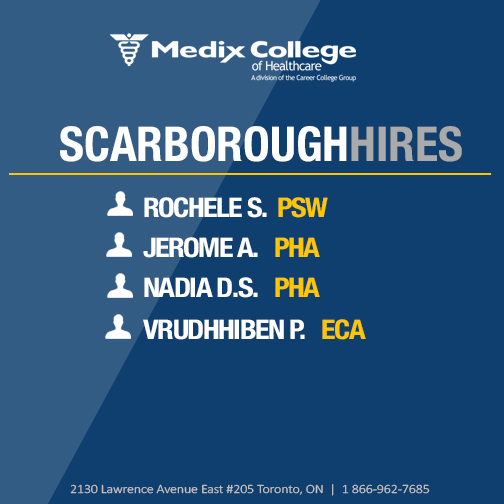 Medix College
of Healthcare
A division of the Career College Group
SCARBOROUGHHIRES
ROCHELE S. PSW
JEROME A. PHA
NADIA D.S. PHA
VRUDHHIBEN P. ECA
2130 Lawrence Avenue East #205 Toronto, ON | 1 866-962-7685